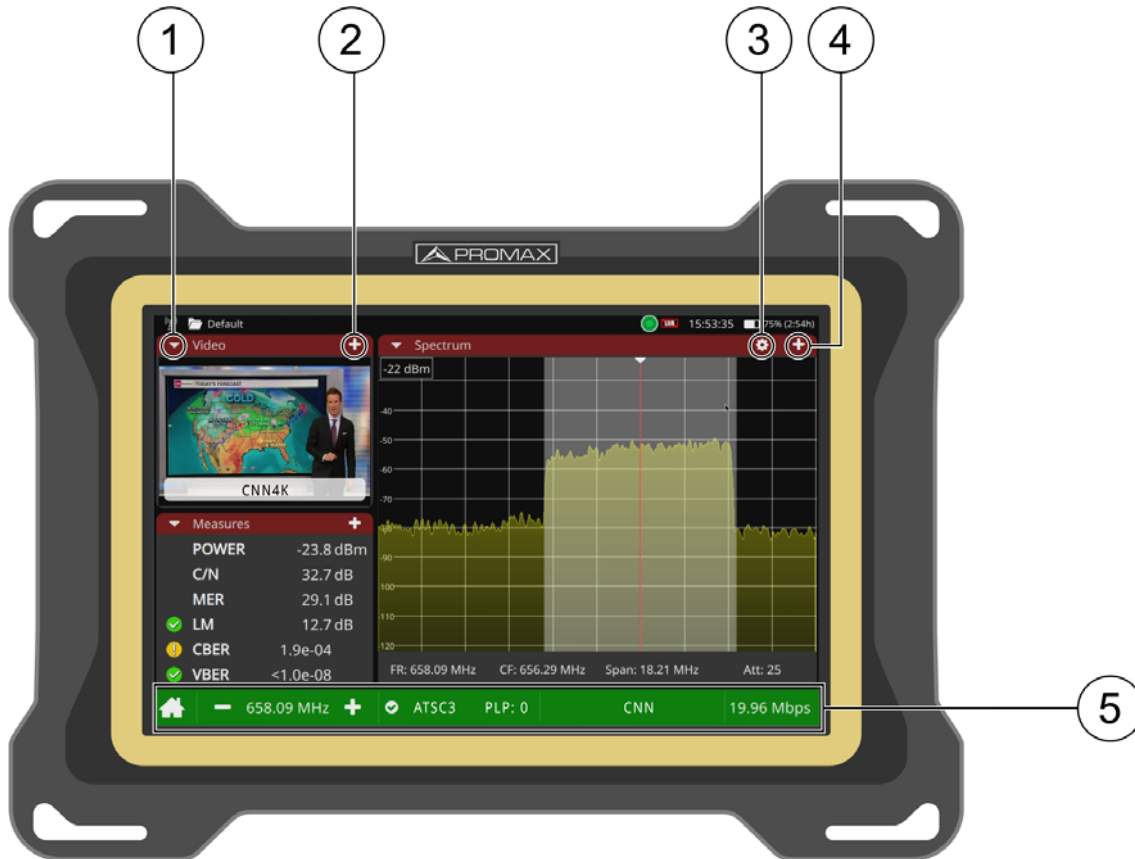 1 2 3 4
PROMAX
Default 15:53:35 75% (2:54h)
Video
TODAY'S FORECAST
COLD
CNN4K
Measures
POWER -23.8 dBm
C/N 32.7 dB
MER 29.1 dB
LM 12.7 dB
CBER 1.9e-04
VBER <1.0e-08
Spectrum
-22 dBm
-40
-50
-60
-70
-80
-90
-100
-110
-120
FR: 658.09 MHz CF: 656.29 MHz Span: 18.21 MHz Att: 25
658.09 MHz ATSC3 PLP: 0 CNN 19.96 Mbps
5